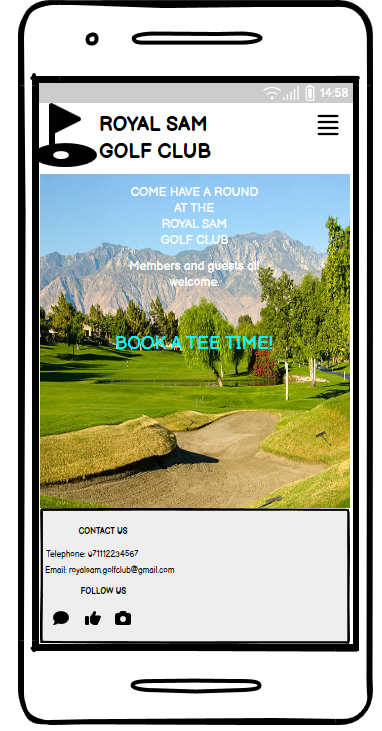 14:58
ROYAL SAM
GOLF CLUB
COME HAVE A ROUND
AT THE
ROYAL SAM
GOLF CLUB
Members and guests all
welcome.
BOOK A TEE TIME!
CONTACT US
Telephone: 071112234567
Email: royalsam.golfclub@gmail.com
FOLLOW US